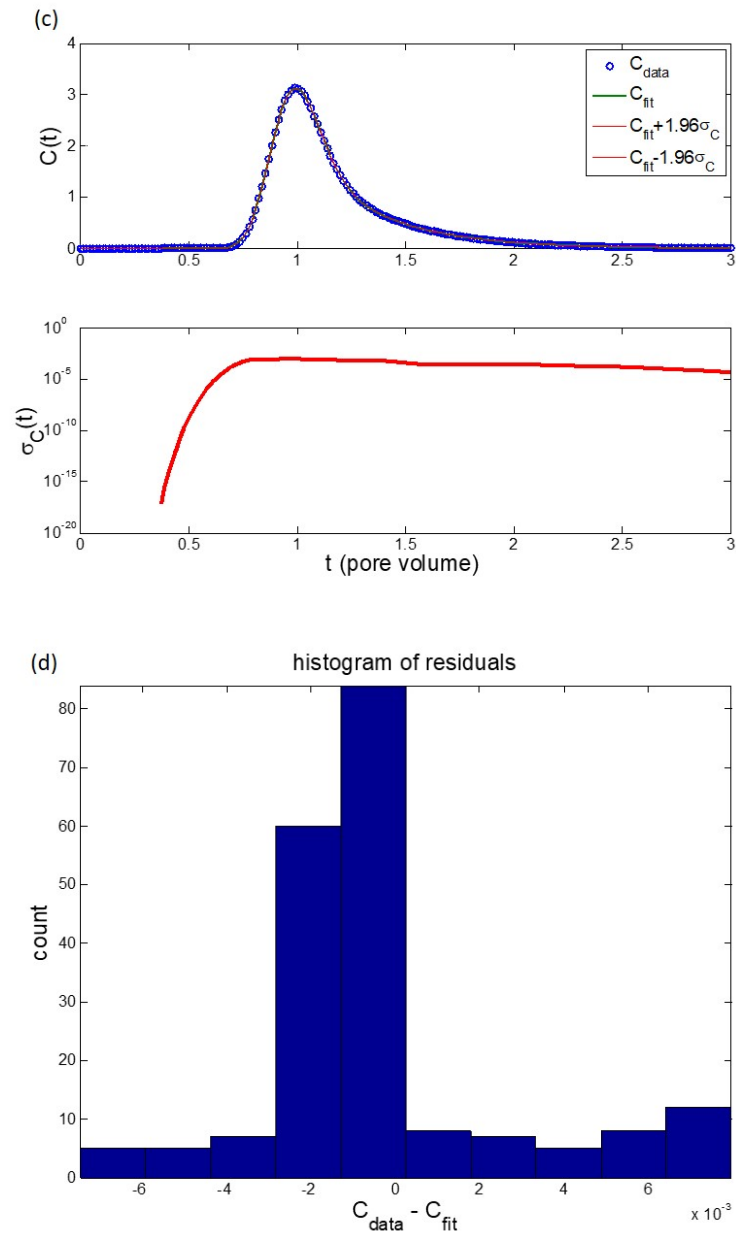 (c)
4
3
2
1
0
C(t)
C_data
C_fit
C_fit+1.96σ_C
C_fit-1.96σ_C
0 0.5 1 1.5 2 2.5 3
10^0
10^-5
10^-10
10^-15
10^-20
σ_C(t)
0 0.5 1 1.5 2 2.5 3
t (pore volume)
(d)
histogram of residuals
80
70
60
50
40
30
20
10
0
count
-6 -4 -2 0 2 4 6
x 10^-3
C_data - C_fit